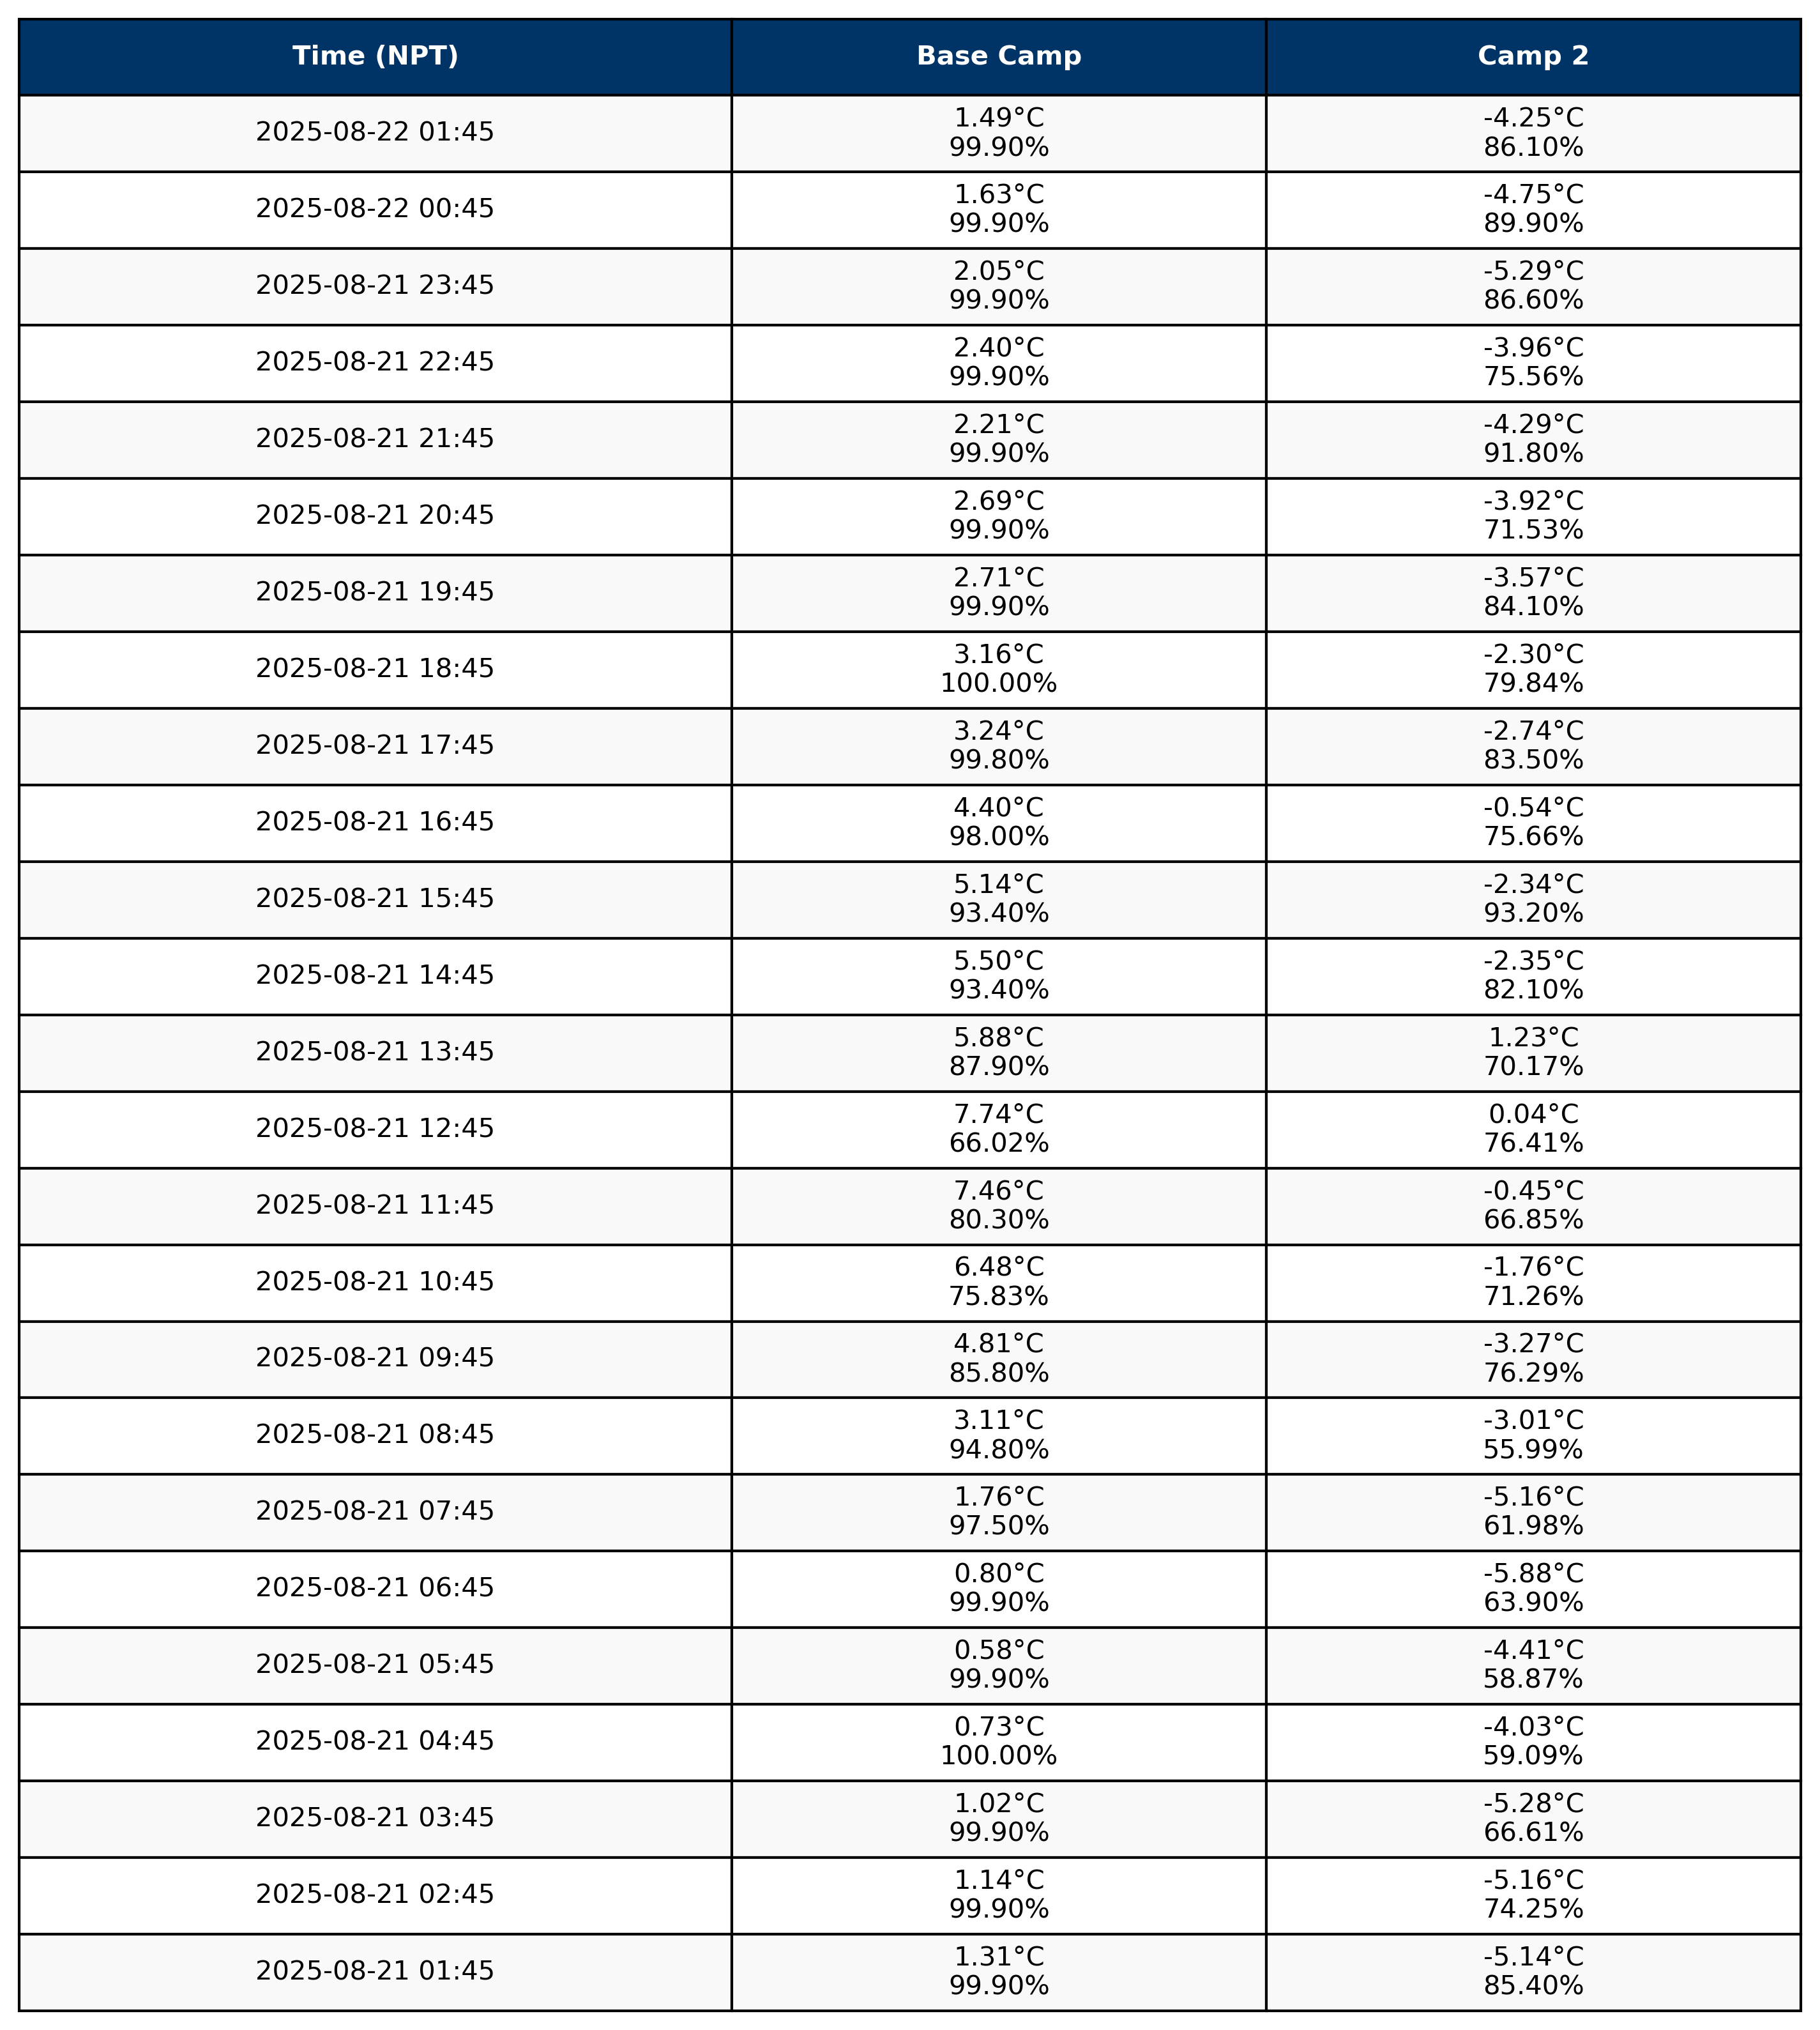 Time (NPT) Base Camp Camp 2
2025-08-22 01:45 1.49°C -4.25°C
99.90% 86.10%
2025-08-22 00:45 1.63°C -4.75°C
99.90% 89.90%
2025-08-21 23:45 2.05°C -5.29°C
99.90% 86.60%
2025-08-21 22:45 2.40°C -3.96°C
99.90% 75.56%
2025-08-21 21:45 2.21°C -4.29°C
99.90% 91.80%
2025-08-21 20:45 2.69°C -3.92°C
99.90% 71.53%
2025-08-21 19:45 2.71°C -3.57°C
99.90% 84.10%
2025-08-21 18:45 3.16°C -2.30°C
100.00% 79.84%
2025-08-21 17:45 3.24°C -2.74°C
99.80% 83.50%
2025-08-21 16:45 4.40°C -0.54°C
98.00% 75.66%
2025-08-21 15:45 5.14°C -2.34°C
93.40% 93.20%
2025-08-21 14:45 5.50°C -2.35°C
93.40% 82.10%
2025-08-21 13:45 5.88°C 1.23°C
87.90% 70.17%
2025-08-21 12:45 7.74°C 0.04°C
66.02% 76.41%
2025-08-21 11:45 7.46°C -0.45°C
80.30% 66.85%
2025-08-21 10:45 6.48°C -1.76°C
75.83% 71.26%
2025-08-21 09:45 4.81°C -3.27°C
85.80% 76.29%
2025-08-21 08:45 3.11°C -3.01°C
94.80% 55.99%
2025-08-21 07:45 1.76°C -5.16°C
97.50% 61.98%
2025-08-21 06:45 0.80°C -5.88°C
99.90% 63.90%
2025-08-21 05:45 0.58°C -4.41°C
99.90% 58.87%
2025-08-21 04:45 0.73°C -4.03°C
100.00% 59.09%
2025-08-21 03:45 1.02°C -5.28°C
99.90% 66.61%
2025-08-21 02:45 1.14°C -5.16°C
99.90% 74.25%
2025-08-21 01:45 1.31°C -5.14°C
99.90% 85.40%